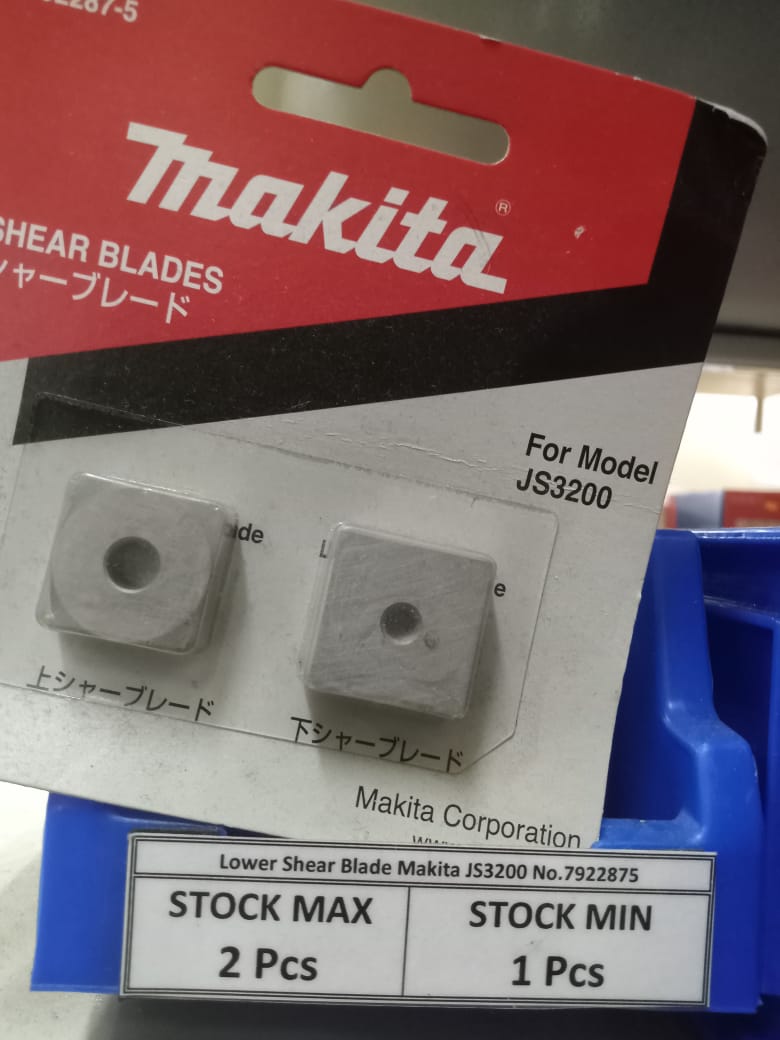 287-5
makita®
SHEAR BLADES
シャーブレード
For Model
JS3200
上シャーブレード
下シャーブレード
Makita Corporation
Lower Shear Blade Makita JS3200 No.7922875
STOCK MAX
2 Pcs
STOCK MIN
1 Pcs